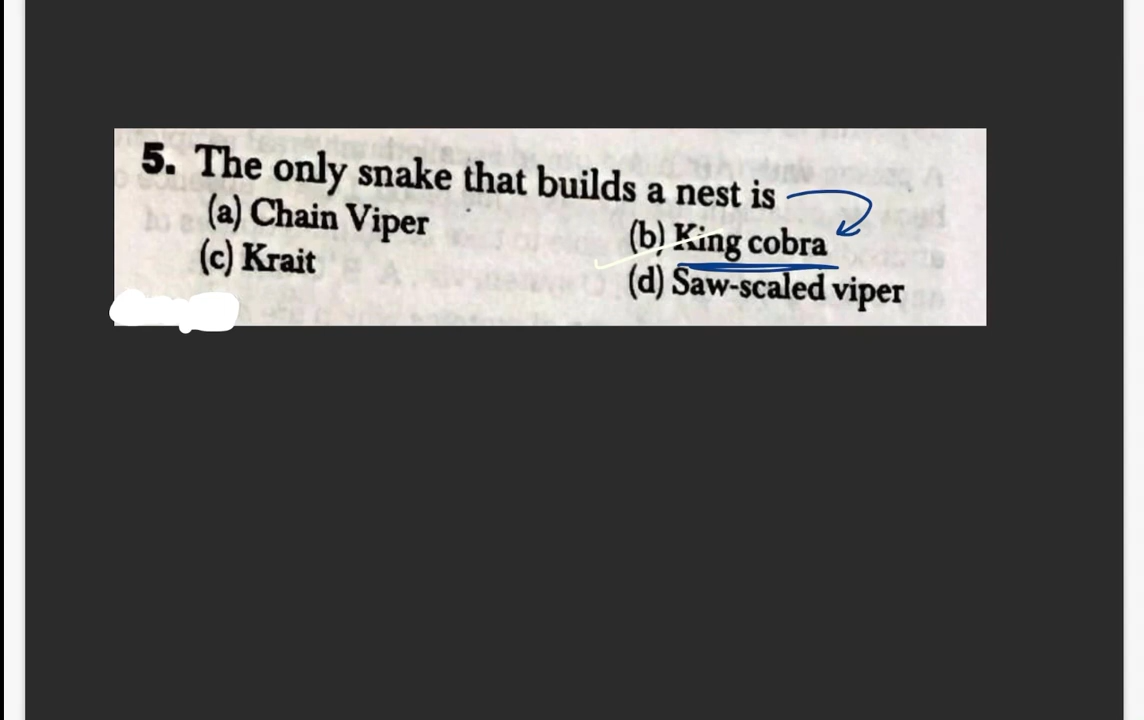 5. The only snake that builds a nest is
(a) Chain Viper (b) King cobra
(c) Krait (d) Saw-scaled viper